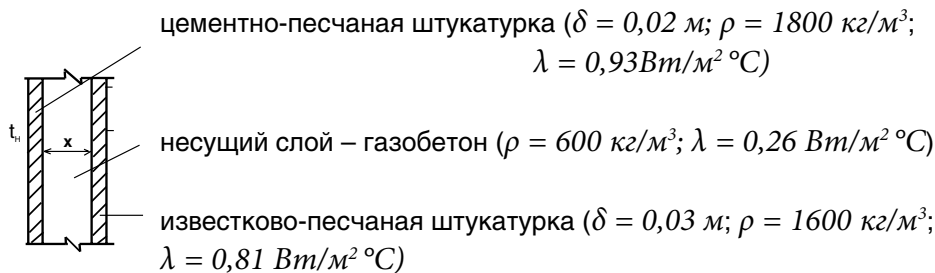 цементно-песчаная штукатурка (δ = 0,02 м; ρ = 1800 кг/м³;
λ = 0,93Вт/м² °С)
tн
x
несущий слой – газобетон (ρ = 600 кг/м³; λ = 0,26 Вт/м² °С)
известково-песчаная штукатурка (δ = 0,03 м; ρ = 1600 кг/м³;
λ = 0,81 Вт/м² °С)